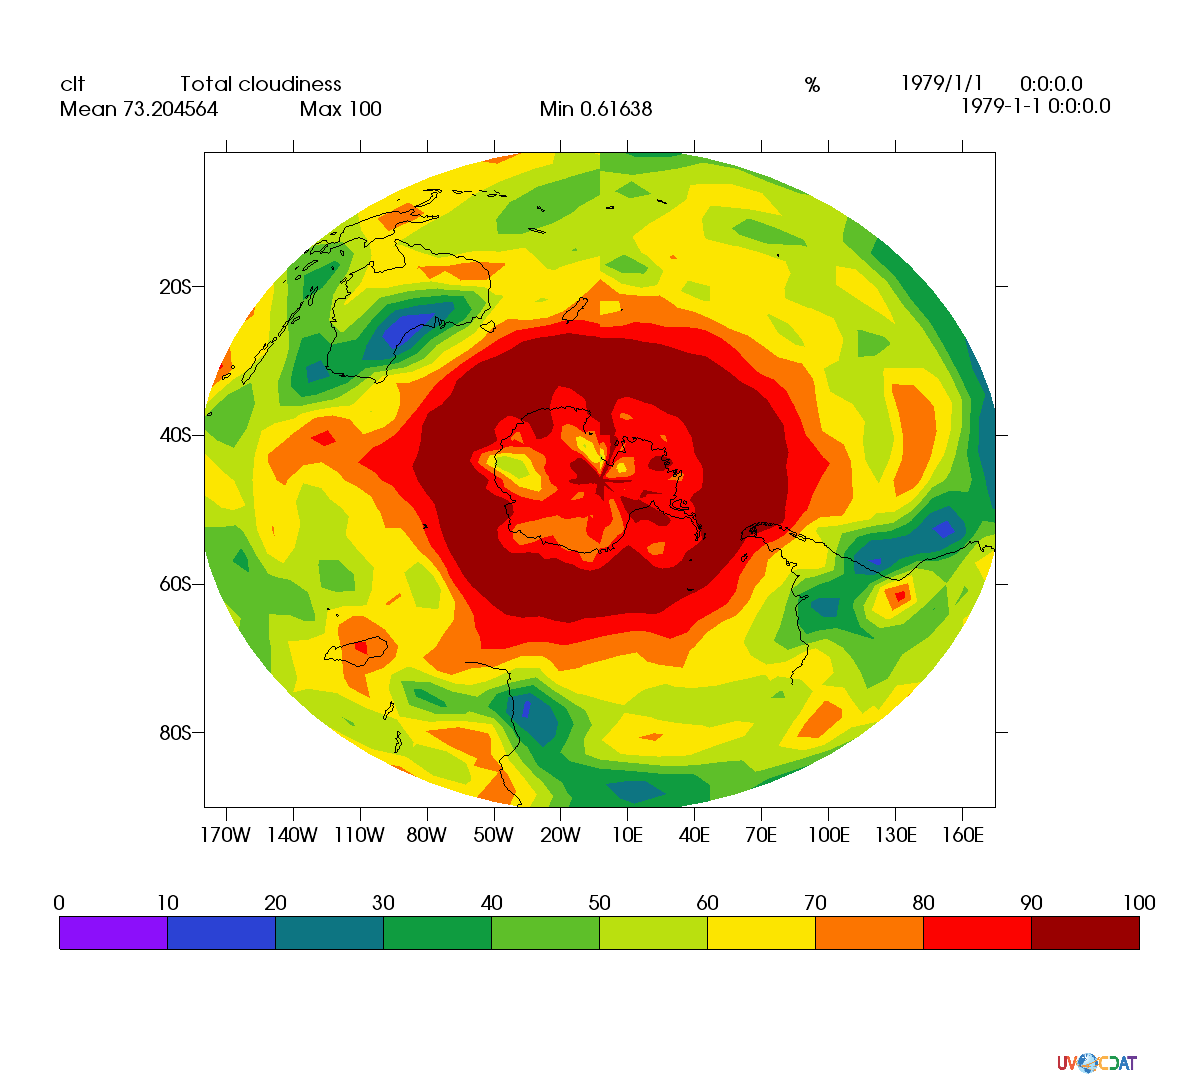 clt Total cloudiness % 1979/1/1 0:0:0.0
Mean 73.204564 Max 100 Min 0.61638 1979-1-1 0:0:0.0
20S
40S
60S
80S
170W 140W 110W 80W 50W 20W 10E 40E 70E 100E 130E 160E
0 10 20 30 40 50 60 70 80 90 100
UV CDAT